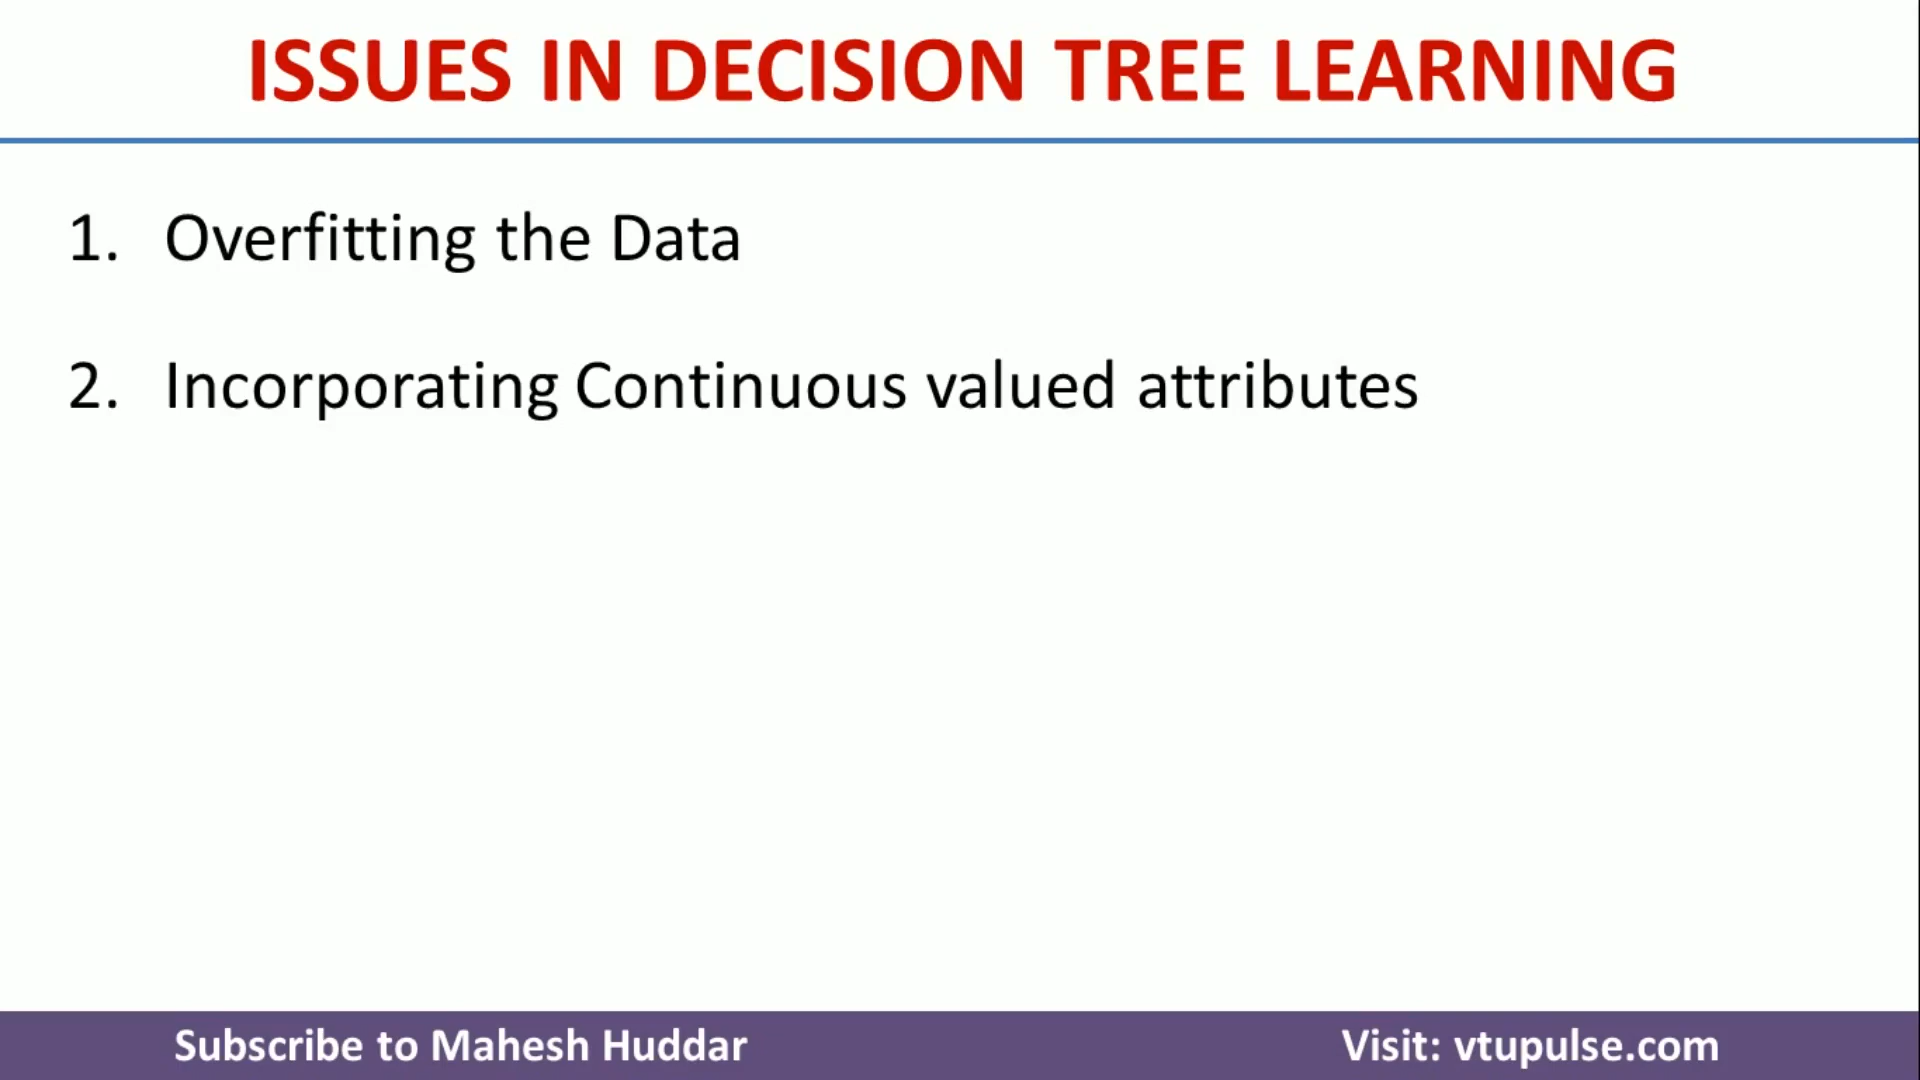 ISSUES IN DECISION TREE LEARNING
1. Overfitting the Data
2. Incorporating Continuous valued attributes
Subscribe to Mahesh Huddar
Visit: vtupulse.com